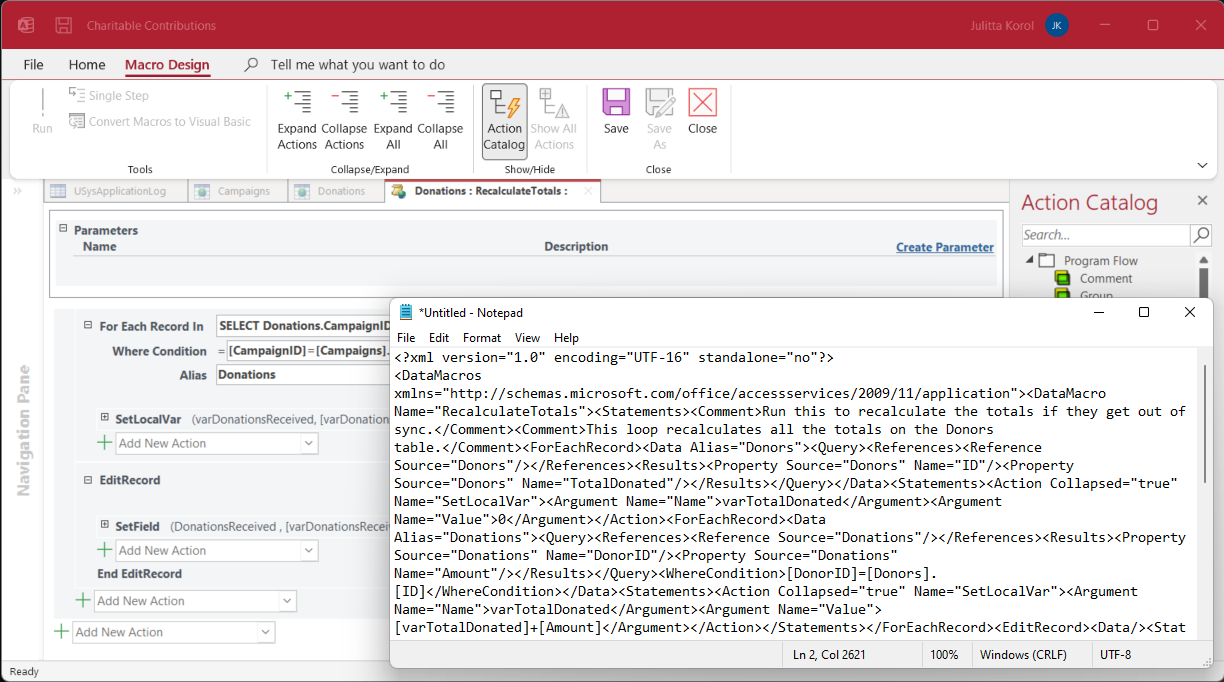 Charitable Contributions
Julitta Korol JK
File Home Macro Design Tell me what you want to do
Run
Single Step
Convert Macros to Visual Basic
Tools
Expand Actions
Collapse Actions
Expand All
Collapse All
Collapse/Expand
Action Catalog
Show All Actions
Show/Hide
Save
Save As
Close
Close
USysApplicationLog Campaigns Donations Donations : RecalculateTotals :
Navigation Pane
Parameters
Name Description Create Parameter
For Each Record In SELECT Donations.CampaignID
Where Condition = [CampaignID]=[Campaigns].
Alias Donations
SetLocalVar (varDonationsReceived, [varDonation
Add New Action
EditRecord
SetField (DonationsReceived , [varDonationsRecei
Add New Action
End EditRecord
Add New Action
Add New Action
Ready
Action Catalog
Search...
Program Flow
Comment
Group
*Untitled - Notepad
File Edit Format View Help
<?xml version="1.0" encoding="UTF-16" standalone="no"?>
<DataMacros
xmlns="http://schemas.microsoft.com/office/accessservices/2009/11/application"><DataMacro
Name="RecalculateTotals"><Statements><Comment>Run this to recalculate the totals if they get out of
sync.</Comment><Comment>This loop recalculates all the totals on the Donors
table.</Comment><ForEachRecord><Data Alias="Donors"><Query><References><Reference
Source="Donors"/></References><Results><Property Source="Donors" Name="ID"/><Property
Source="Donors" Name="TotalDonated"/></Results></Query></Data><Statements><Action Collapsed="true"
Name="SetLocalVar"><Argument Name="Name">varTotalDonated</Argument><Argument
Name="Value">0</Argument></Action><ForEachRecord><Data
Alias="Donations"><Query><References><Reference Source="Donations"/></References><Results><Property
Source="Donations" Name="DonorID"/><Property Source="Donations"
Name="Amount"/></Results></Query><WhereCondition>[DonorID]=[Donors].
[ID]</WhereCondition></Data><Statements><Action Collapsed="true" Name="SetLocalVar"><Argument
Name="Name">varTotalDonated</Argument><Argument Name="Value">
[varTotalDonated]+[Amount]</Argument></Action></Statements></ForEachRecord><EditRecord><Data/><Stat
Ln 2, Col 2621 100% Windows (CRLF) UTF-8